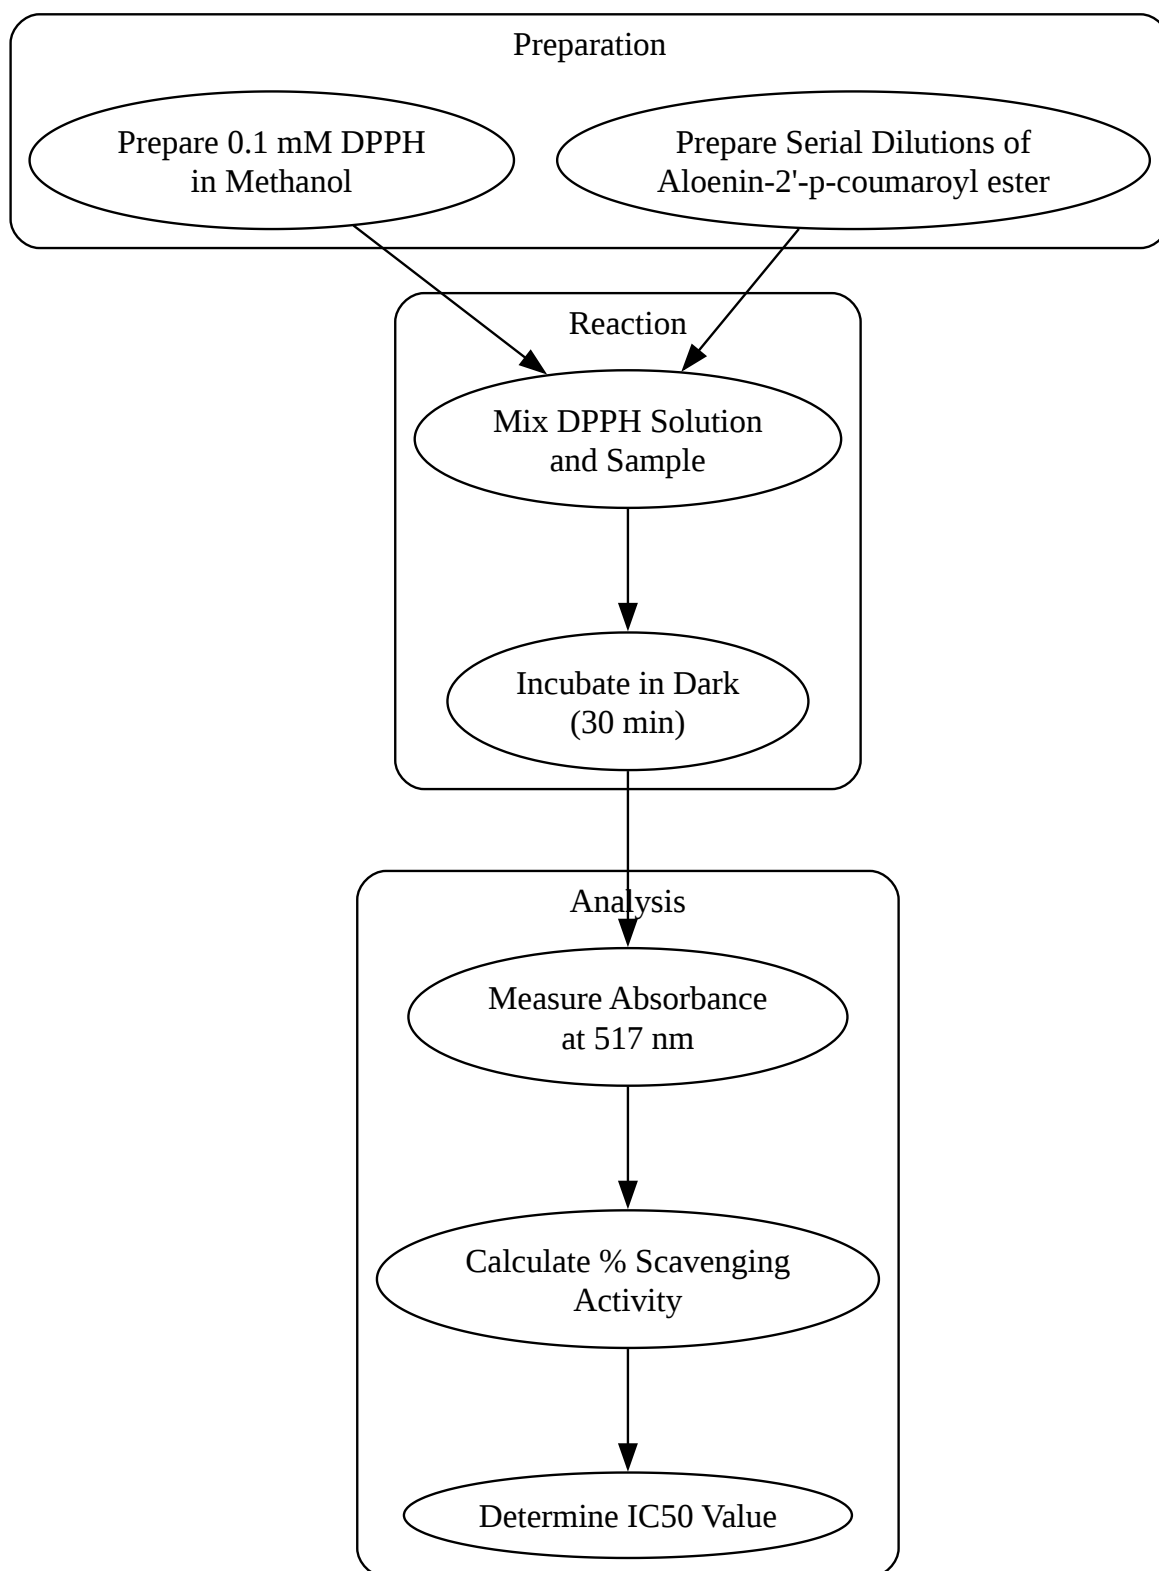 Preparation
Prepare 0.1 mM DPPH
in Methanol
Prepare Serial Dilutions of
Aloenin-2'-p-coumaroyl ester
Reaction
Mix DPPH Solution
and Sample
Incubate in Dark
(30 min)
Analysis
Measure Absorbance
at 517 nm
Calculate % Scavenging
Activity
Determine IC50 Value